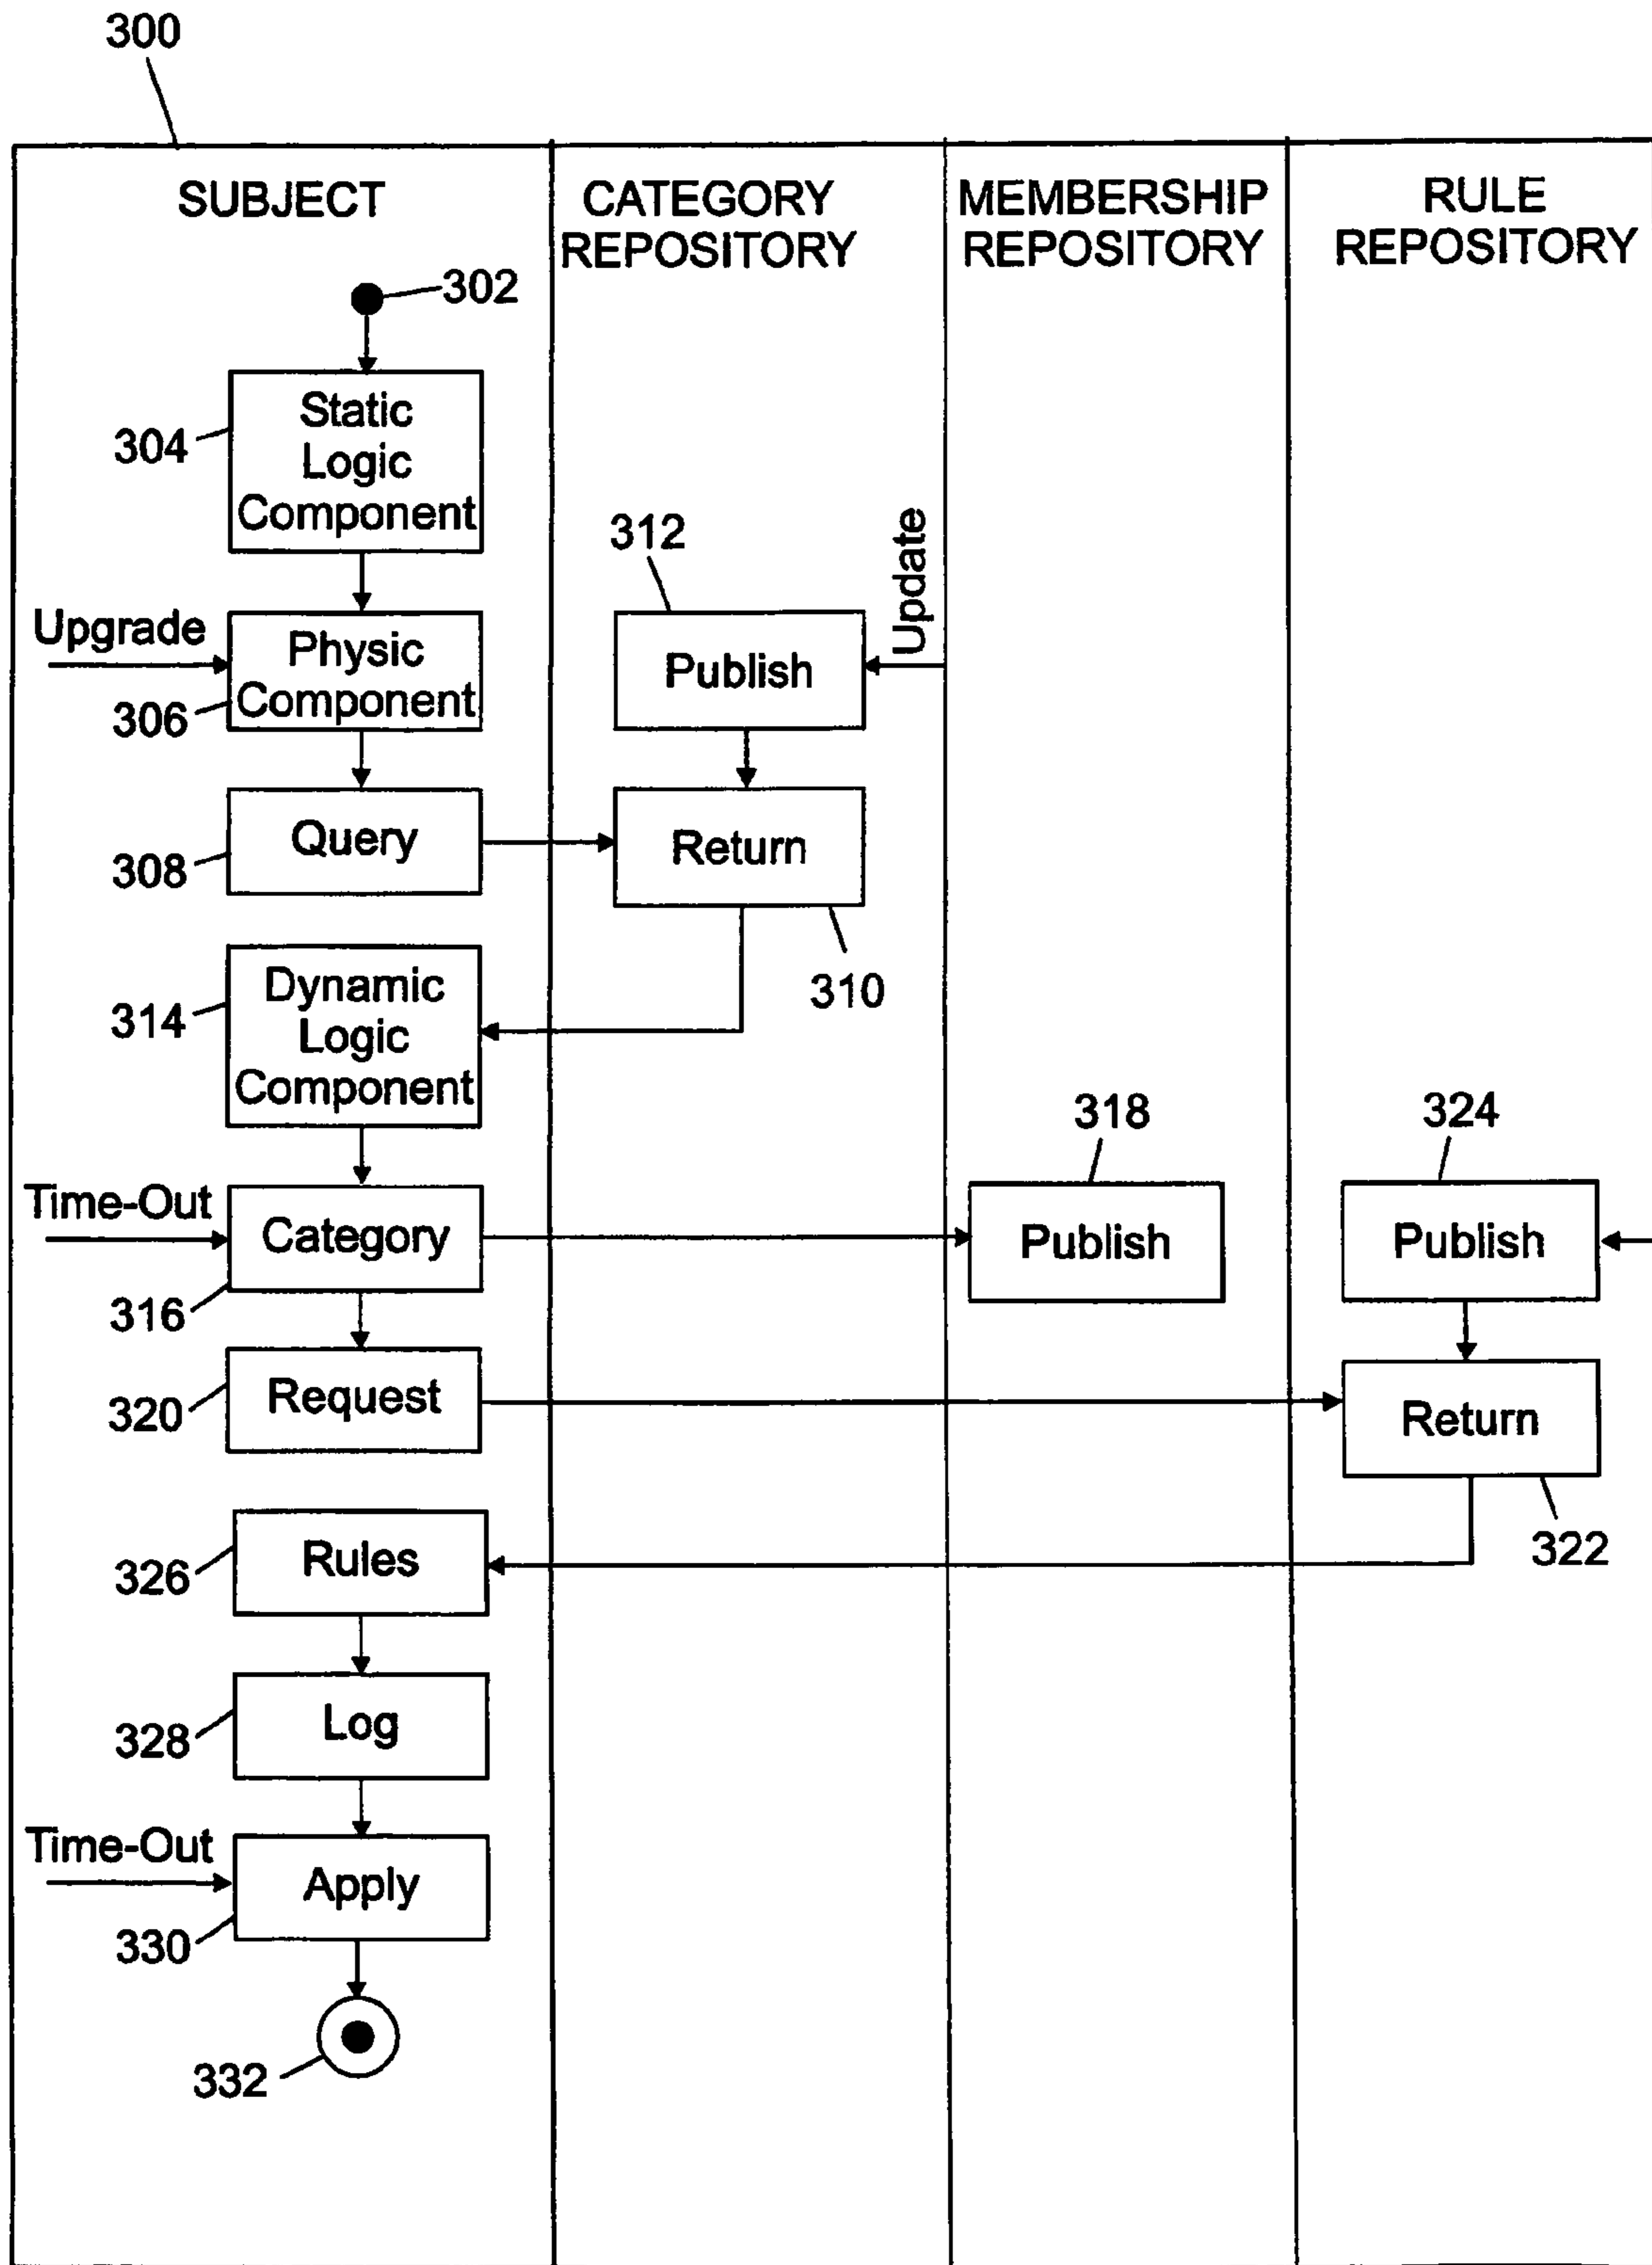 300
SUBJECT
CATEGORY
REPOSITORY
MEMBERSHIP
REPOSITORY
RULE
REPOSITORY
302
304
Static
Logic
Component
Upgrade
306
Physic
Component
312
Publish
Update
308
Query
Return
310
314
Dynamic
Logic
Component
Time-Out
316
Category
318
Publish
324
Publish
320
Request
Return
322
326
Rules
328
Log
Time-Out
330
Apply
332